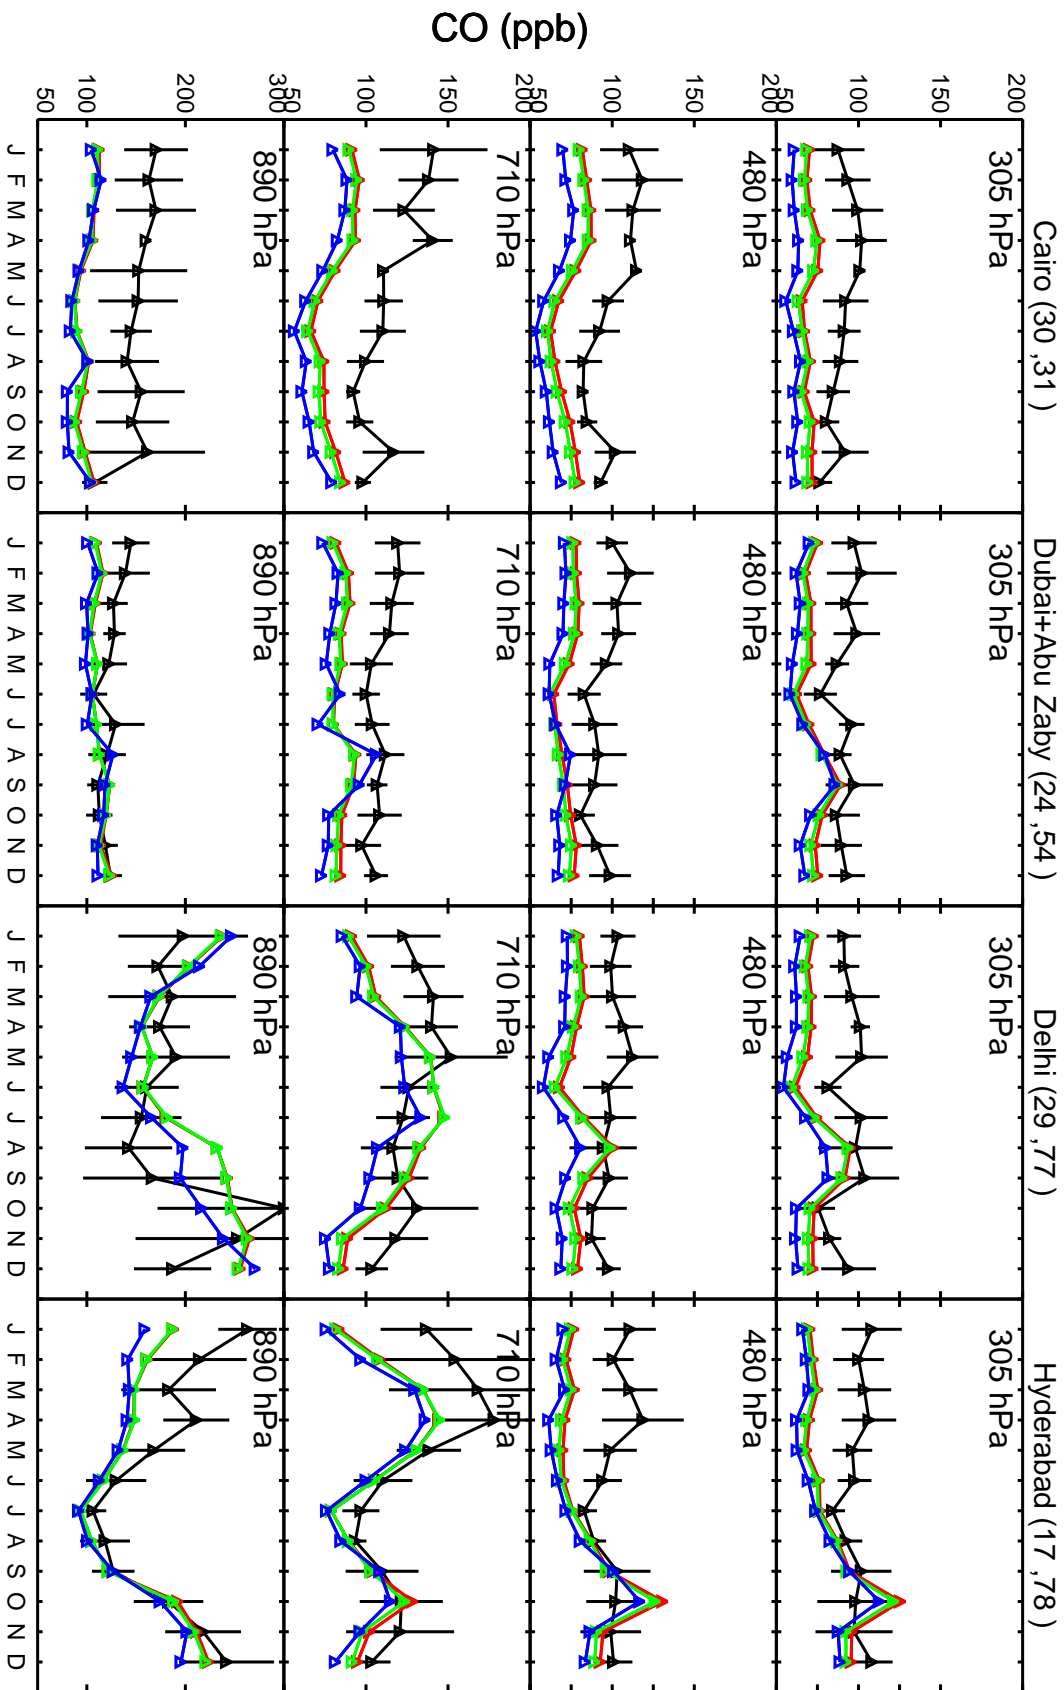 Cairo (30 ,31 )
Dubai+Abu Zaby (24 ,54 )
Delhi (29 ,77 )
Hyderabad (17 ,78 )
200
150
100
50
305 hPa
305 hPa
305 hPa
305 hPa
200
150
100
50
480 hPa
480 hPa
480 hPa
480 hPa
200
150
100
50
710 hPa
710 hPa
710 hPa
710 hPa
300
200
100
50
890 hPa
890 hPa
890 hPa
890 hPa
CO (ppb)
J F M A M J J A S O N D
J F M A M J J A S O N D
J F M A M J J A S O N D
J F M A M J J A S O N D